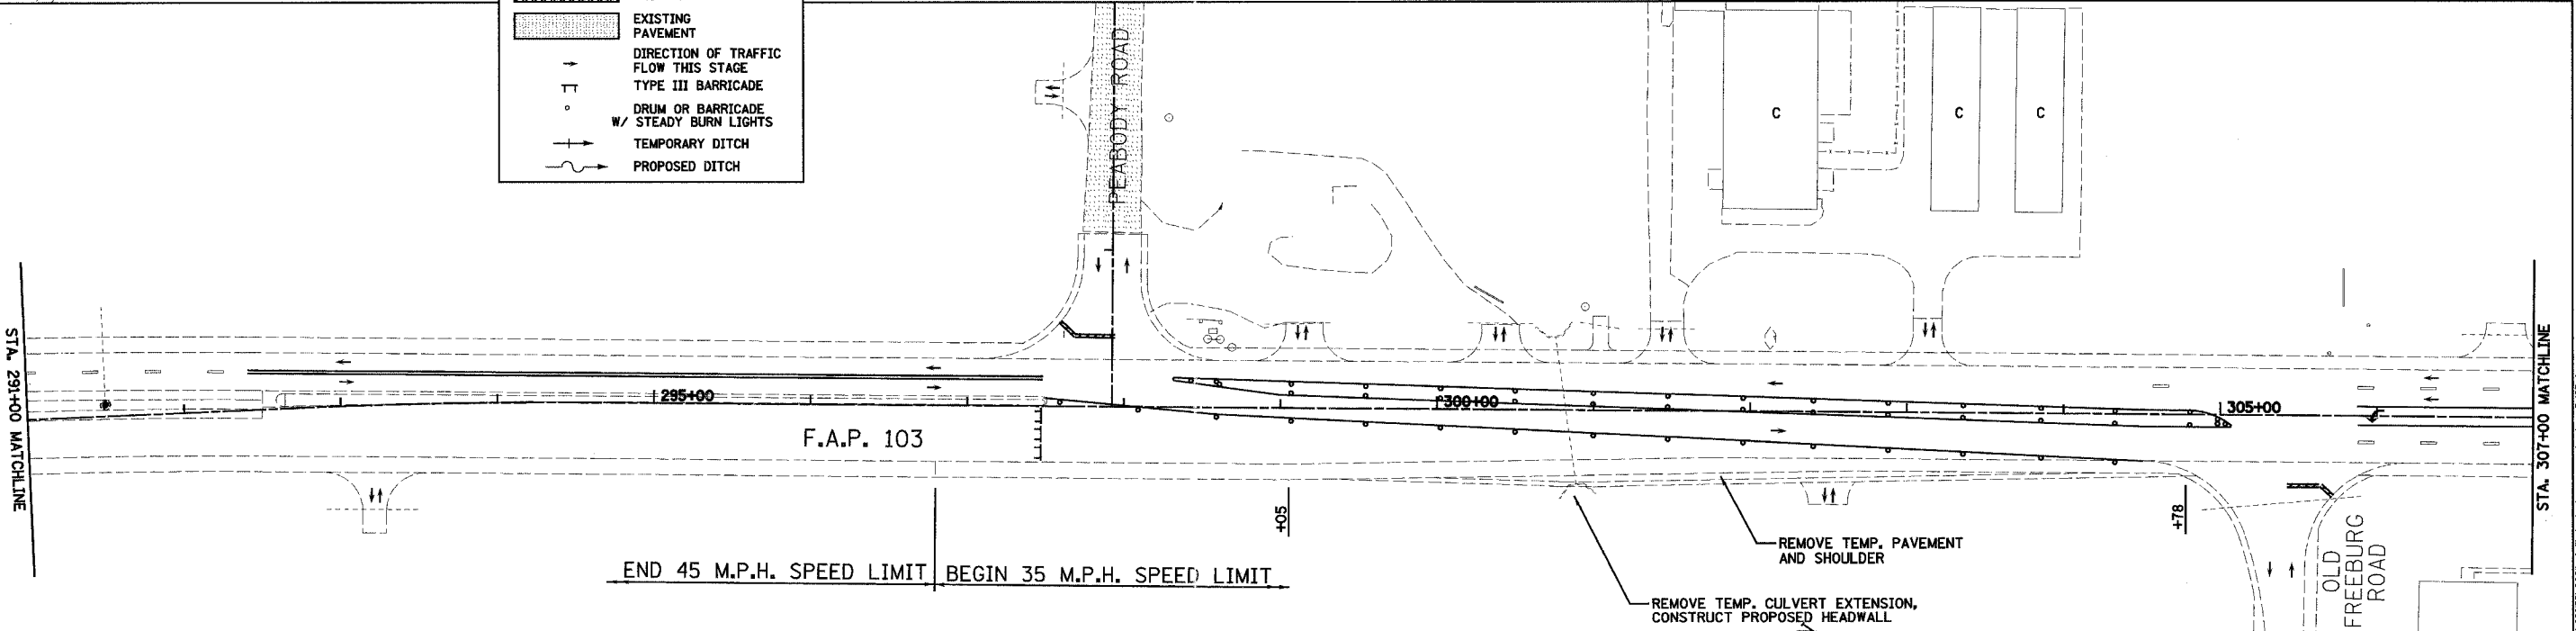 EXISTING
PAVEMENT
DIRECTION OF TRAFFIC
FLOW THIS STAGE
TYPE III BARRICADE
DRUM OR BARRICADE
W/ STEADY BURN LIGHTS
TEMPORARY DITCH
PROPOSED DITCH
PEABODY ROAD
C
C
C
STA. 291+00 MATCHLINE
295+00
300+00
305+00
STA. 307+00 MATCHLINE
F.A.P. 103
+05
+78
END 45 M.P.H. SPEED LIMIT
BEGIN 35 M.P.H. SPEED LIMIT
REMOVE TEMP. PAVEMENT
AND SHOULDER
REMOVE TEMP. CULVERT EXTENSION,
CONSTRUCT PROPOSED HEADWALL
OLD
FREEBURG
ROAD